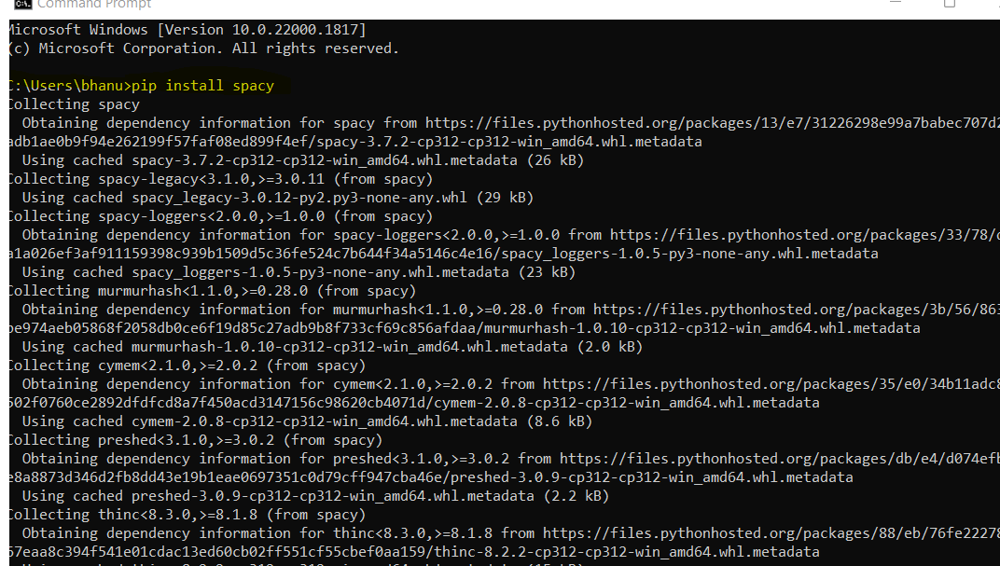 Command Prompt
Microsoft Windows [Version 10.0.22000.1817]
(c) Microsoft Corporation. All rights reserved.
C:\Users\bhanu>pip install spacy
Collecting spacy
Obtaining dependency information for spacy from https://files.pythonhosted.org/packages/13/e7/31226298e99a7babec707d2
adb1ae0b9f94e262199f57faf08ed899f4ef/spacy-3.7.2-cp312-cp312-win_amd64.whl.metadata
Using cached spacy-3.7.2-cp312-cp312-win_amd64.whl.metadata (26 kB)
Collecting spacy-legacy<3.1.0,>=3.0.11 (from spacy)
Using cached spacy_legacy-3.0.12-py2.py3-none-any.whl (29 kB)
Collecting spacy-loggers<2.0.0,>=1.0.0 (from spacy)
Obtaining dependency information for spacy-loggers<2.0.0,>=1.0.0 from https://files.pythonhosted.org/packages/33/78/
a1a026ef3af911159398c939b1509d5c36fe524c7b644f34a5146c4e16/spacy_loggers-1.0.5-py3-none-any.whl.metadata
Using cached spacy_loggers-1.0.5-py3-none-any.whl.metadata (23 kB)
Collecting murmurhash<1.1.0,>=0.28.0 (from spacy)
Obtaining dependency information for murmurhash<1.1.0,>=0.28.0 from https://files.pythonhosted.org/packages/3b/56/863
be974aeb05868f2058db0ce6f19d85c27adb9b8f733cf69c856afdaa/murmurhash-1.0.10-cp312-cp312-win_amd64.whl.metadata
Using cached murmurhash-1.0.10-cp312-cp312-win_amd64.whl.metadata (2.0 kB)
Collecting cymem<2.1.0,>=2.0.2 (from spacy)
Obtaining dependency information for cymem<2.1.0,>=2.0.2 from https://files.pythonhosted.org/packages/35/e0/34b11adc8
502f0760ce2892dfdfcd8a7f450acd3147156c98620cb4071d/cymem-2.0.8-cp312-cp312-win_amd64.whl.metadata
Using cached cymem-2.0.8-cp312-cp312-win_amd64.whl.metadata (8.6 kB)
Collecting preshed<3.1.0,>=3.0.2 (from spacy)
Obtaining dependency information for preshed<3.1.0,>=3.0.2 from https://files.pythonhosted.org/packages/db/e4/d074efb
e8a8873d346d2fb8dd43e19b1eae0697351c0d79cff947cba46e/preshed-3.0.9-cp312-cp312-win_amd64.whl.metadata
Using cached preshed-3.0.9-cp312-cp312-win_amd64.whl.metadata (2.2 kB)
Collecting thinc<8.3.0,>=8.1.8 (from spacy)
Obtaining dependency information for thinc<8.3.0,>=8.1.8 from https://files.pythonhosted.org/packages/88/eb/76fe22278
57eaa8c394f541e01cdac13ed60cb02ff551cf55cbef0aa159/thinc-8.2.2-cp312-cp312-win_amd64.whl.metadata